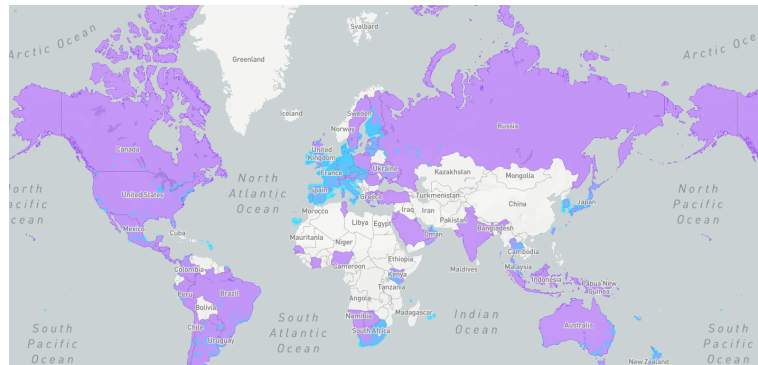 Arctic Ocean
Svalbard
Arctic Oce
Greenland
Iceland
Sweden
Norway
Russia
Canada
United
Kingdom
France
Ukraine
Kazakhstan
Mongolia
North
Pacific
Ocean
United States
North
Atlantic
Ocean
Spain
Greece
Turkmenistan
China
Japan
North
Pacific
Ocean
Morocco
Iraq
Iran
Pakistan
Mexico
Cuba
Libya
Egypt
Oman
Bangladesh
Mauritania
Niger
Cambodia
Colombia
Cameroon
Ethiopia
Maldives
Malaysia
Kenya
Indonesia
Papua New
Guinea
Peru
Brazil
Tanzania
Bolivia
Angola
Madagascar
South
Pacific
Ocean
Chile
Uruguay
South
Atlantic
Ocean
Namibia
South Africa
Indian
Ocean
Australia
South
Pacific
Ocean
New Zealand